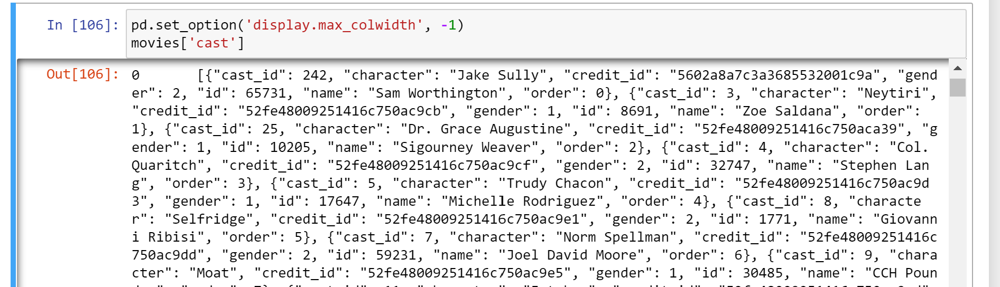 In [106]: pd.set_option('display.max_colwidth', -1)
movies['cast']
Out[106]: 0       [{"cast_id": 242, "character": "Jake Sully", "credit_id": "5602a8a7c3a3685532001c9a", "gend
er": 2, "id": 65731, "name": "Sam Worthington", "order": 0}, {"cast_id": 3, "character": "Neytiri",
"credit_id": "52fe48009251416c750ac9cb", "gender": 1, "id": 8691, "name": "Zoe Saldana", "order":
1}, {"cast_id": 25, "character": "Dr. Grace Augustine", "credit_id": "52fe48009251416c750aca39", "g
ender": 1, "id": 10205, "name": "Sigourney Weaver", "order": 2}, {"cast_id": 4, "character": "Col.
Quaritch", "credit_id": "52fe48009251416c750ac9cf", "gender": 2, "id": 32747, "name": "Stephen Lan
g", "order": 3}, {"cast_id": 5, "character": "Trudy Chacon", "credit_id": "52fe48009251416c750ac9d
3", "gender": 1, "id": 17647, "name": "Michelle Rodriguez", "order": 4}, {"cast_id": 8, "characte
r": "Selfridge", "credit_id": "52fe48009251416c750ac9e1", "gender": 2, "id": 1771, "name": "Giovann
i Ribisi", "order": 5}, {"cast_id": 7, "character": "Norm Spellman", "credit_id": "52fe48009251416c
750ac9dd", "gender": 2, "id": 59231, "name": "Joel David Moore", "order": 6}, {"cast_id": 9, "chara
cter": "Moat", "credit_id": "52fe48009251416c750ac9e5", "gender": 1, "id": 30485, "name": "CCH Poun